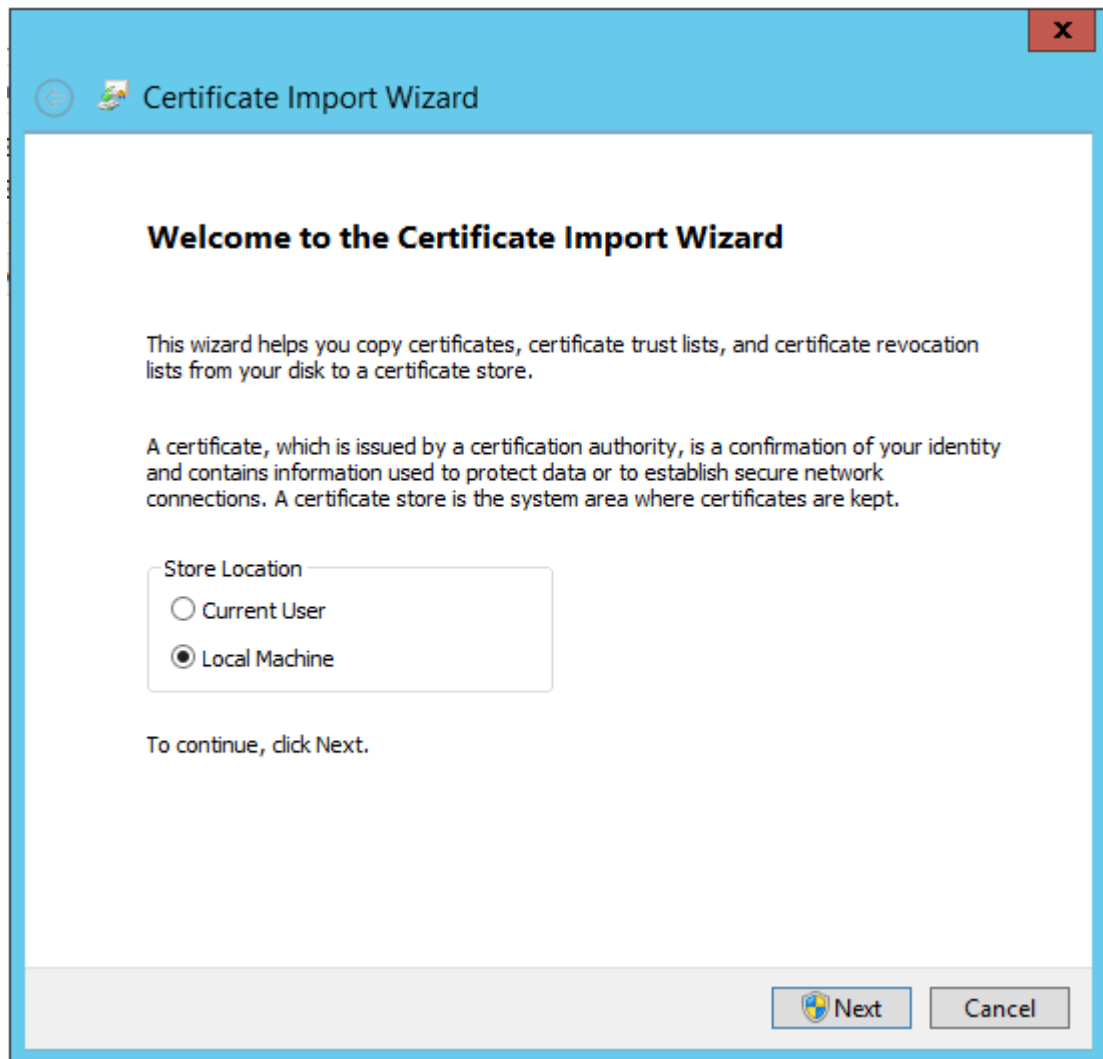 x
Certificate Import Wizard
Welcome to the Certificate Import Wizard
This wizard helps you copy certificates, certificate trust lists, and certificate revocation
lists from your disk to a certificate store.
A certificate, which is issued by a certification authority, is a confirmation of your identity
and contains information used to protect data or to establish secure network
connections. A certificate store is the system area where certificates are kept.
Store Location
Current User
Local Machine
To continue, click Next.
Next Cancel